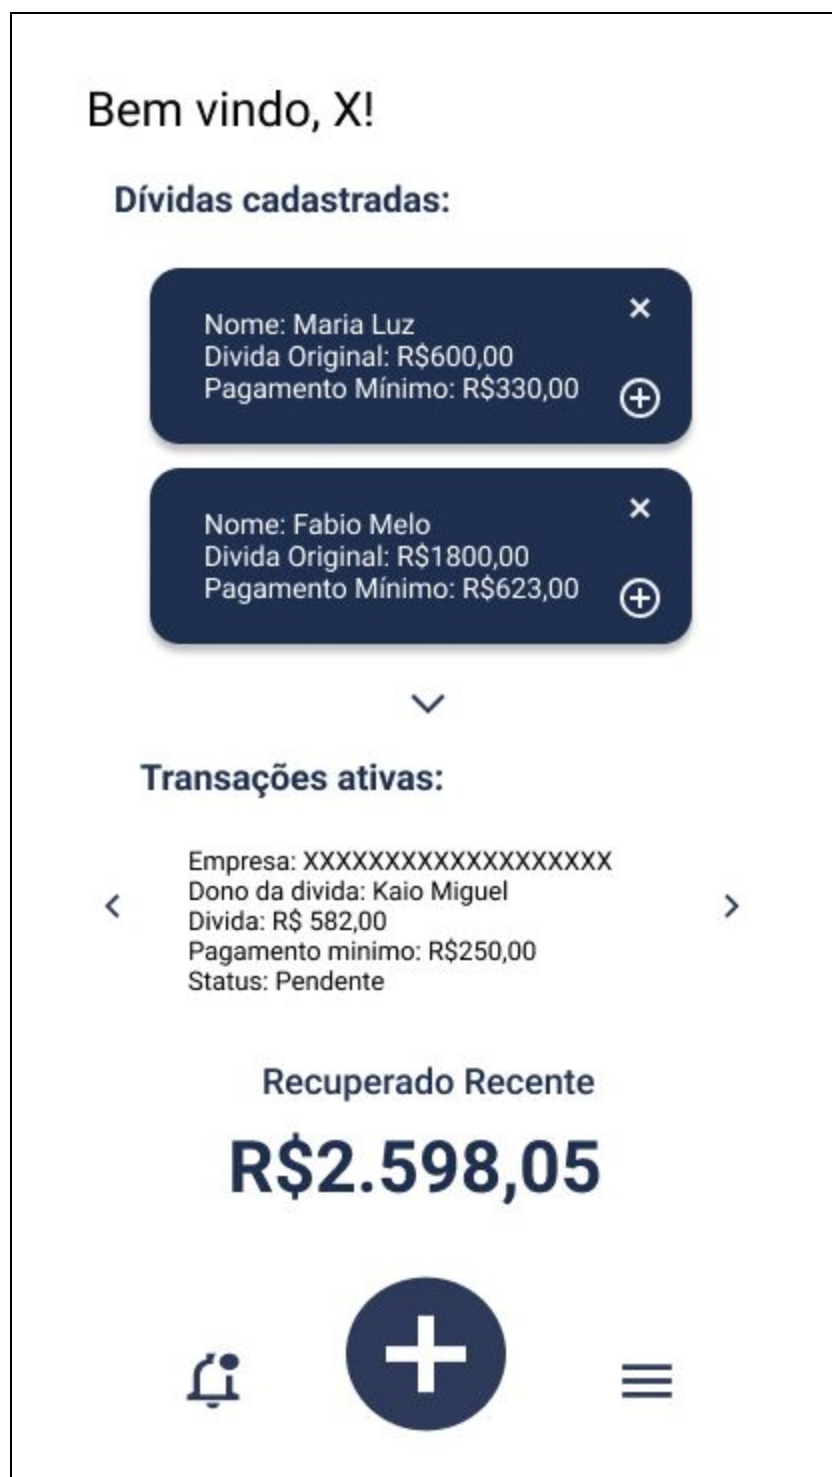 Bem vindo, X!
Dívidas cadastradas:
Nome: Maria Luz
Divida Original: R$600,00
Pagamento Mínimo: R$330,00
Nome: Fabio Melo
Divida Original: R$1800,00
Pagamento Mínimo: R$623,00
Transações ativas:
Empresa: XXXXXXXXXXXXXXXXXXX
Dono da divida: Kaio Miguel
Divida: R$ 582,00
Pagamento minimo: R$250,00
Status: Pendente
Recuperado Recente
R$2.598,05